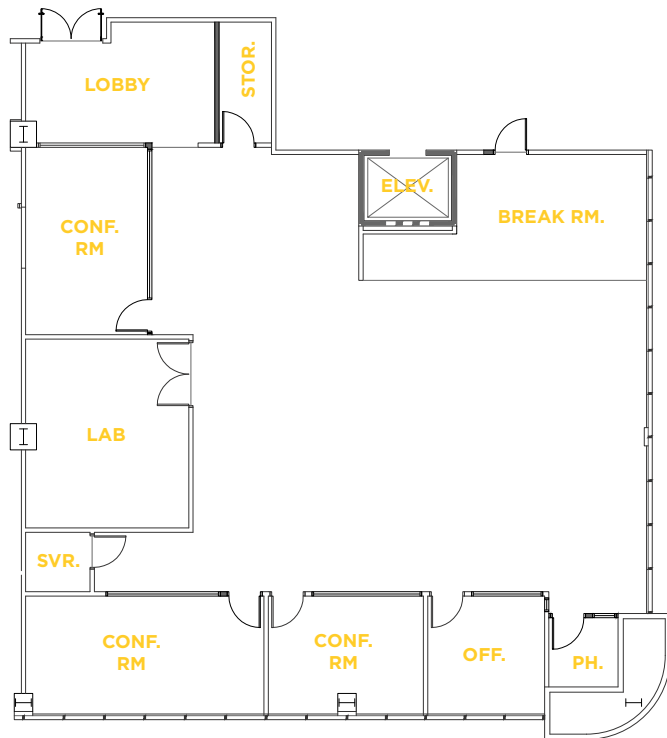 LOBBY
STOR.
ELEV.
BREAK RM.
CONF.
RM
LAB
SVR.
CONF.
RM
CONF.
RM
OFF.
PH.